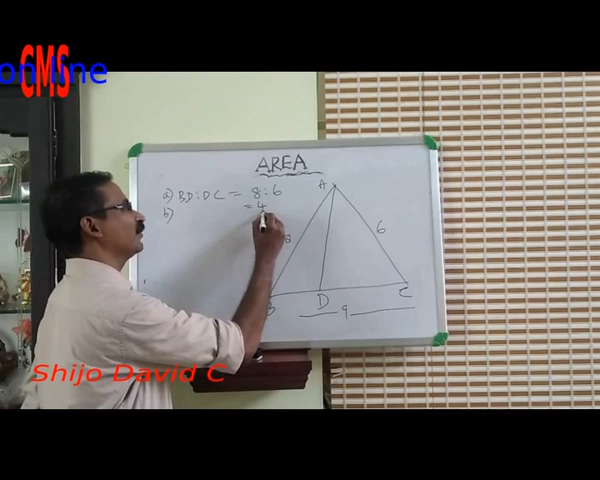 CMS
online
AREA
a) BD:DC = 8:6
= 4
b)
A
8
6
B
D
C
9
Shijo David C